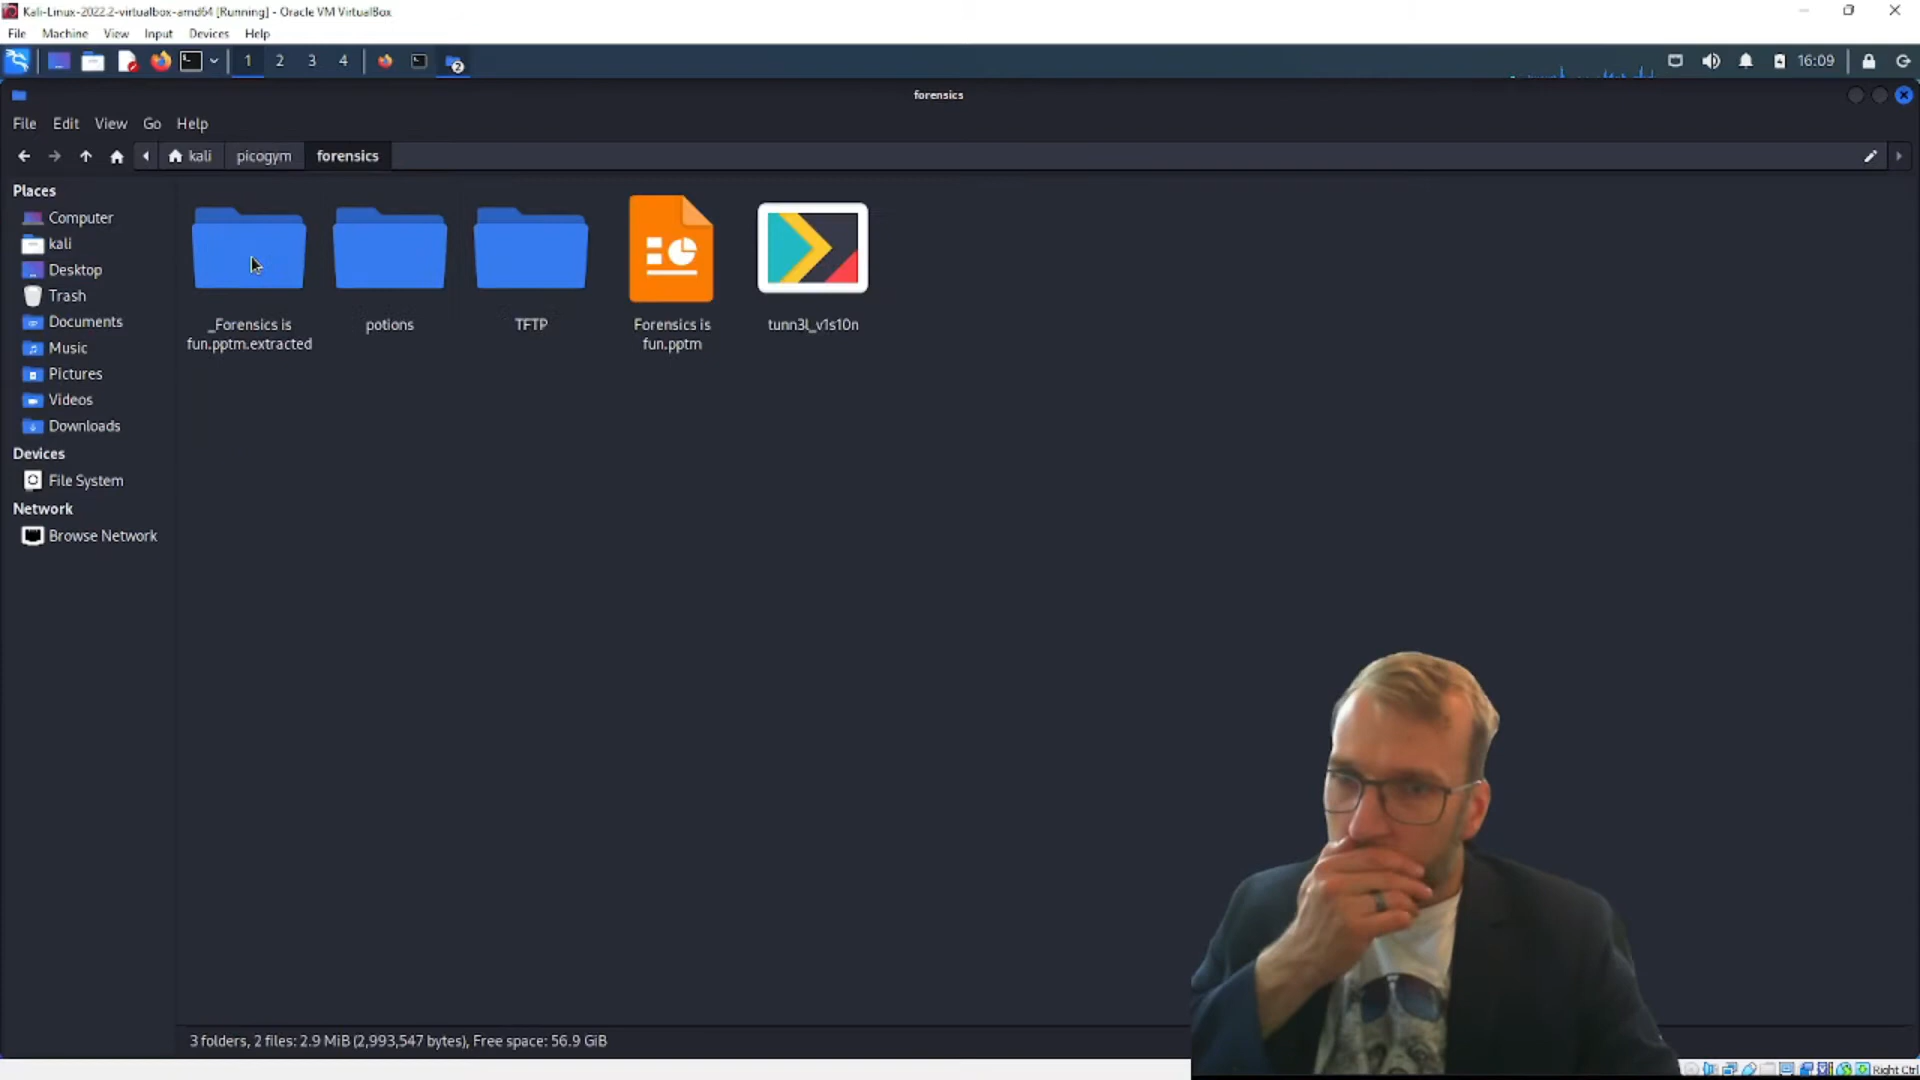 Kali-Linux-2022.2-virtualbox-amd64 [Running] - Oracle VM VirtualBox
File Machine View Input Devices Help
1 2 3 4 2 16:09
forensics
File Edit View Go Help
kali picogym forensics
Places
Computer
kali
Desktop
Trash
Documents
Music
Pictures
Videos
Downloads
Devices
File System
Network
Browse Network
_Forensics is
fun.pptm.extracted
potions
TFTP
Forensics is
fun.pptm
tunn3l_v1s10n
3 folders, 2 files: 2.9 MiB (2,993,547 bytes), Free space: 56.9 GiB
Right Ctrl